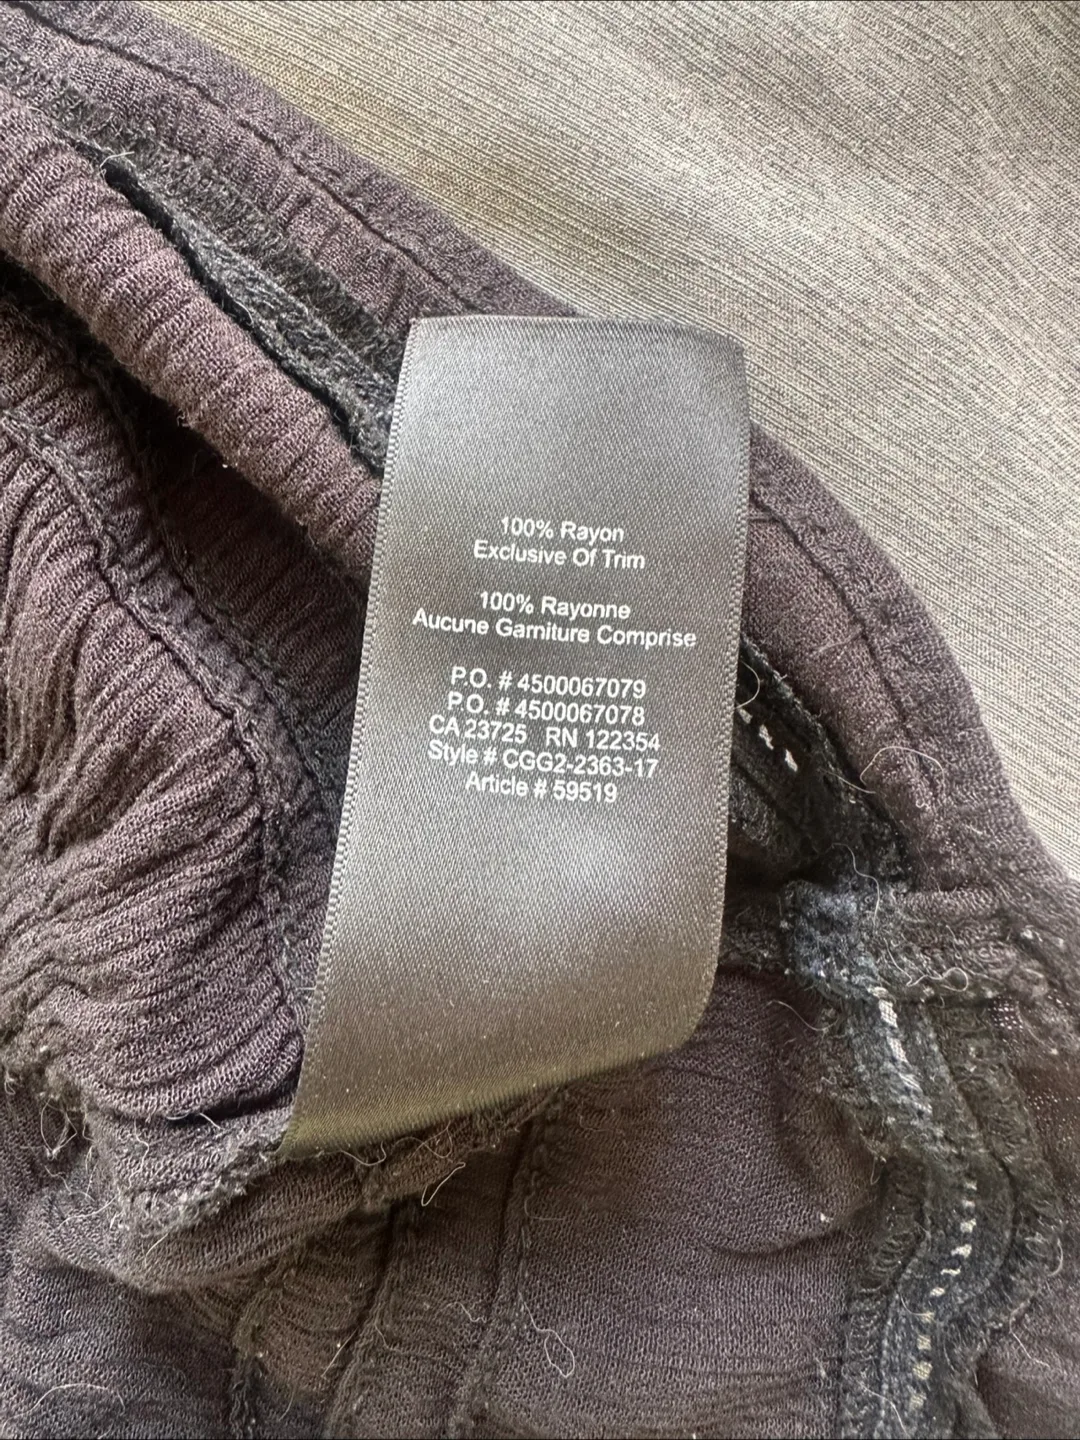 100% Rayon
Exclusive Of Trim
100% Rayonne
Aucune Garniture Comprise
P.O. # 4500067079
P.O. # 4500067078
CA 23725 RN 122354
Style # CGG2-2363-17
Article # 59519